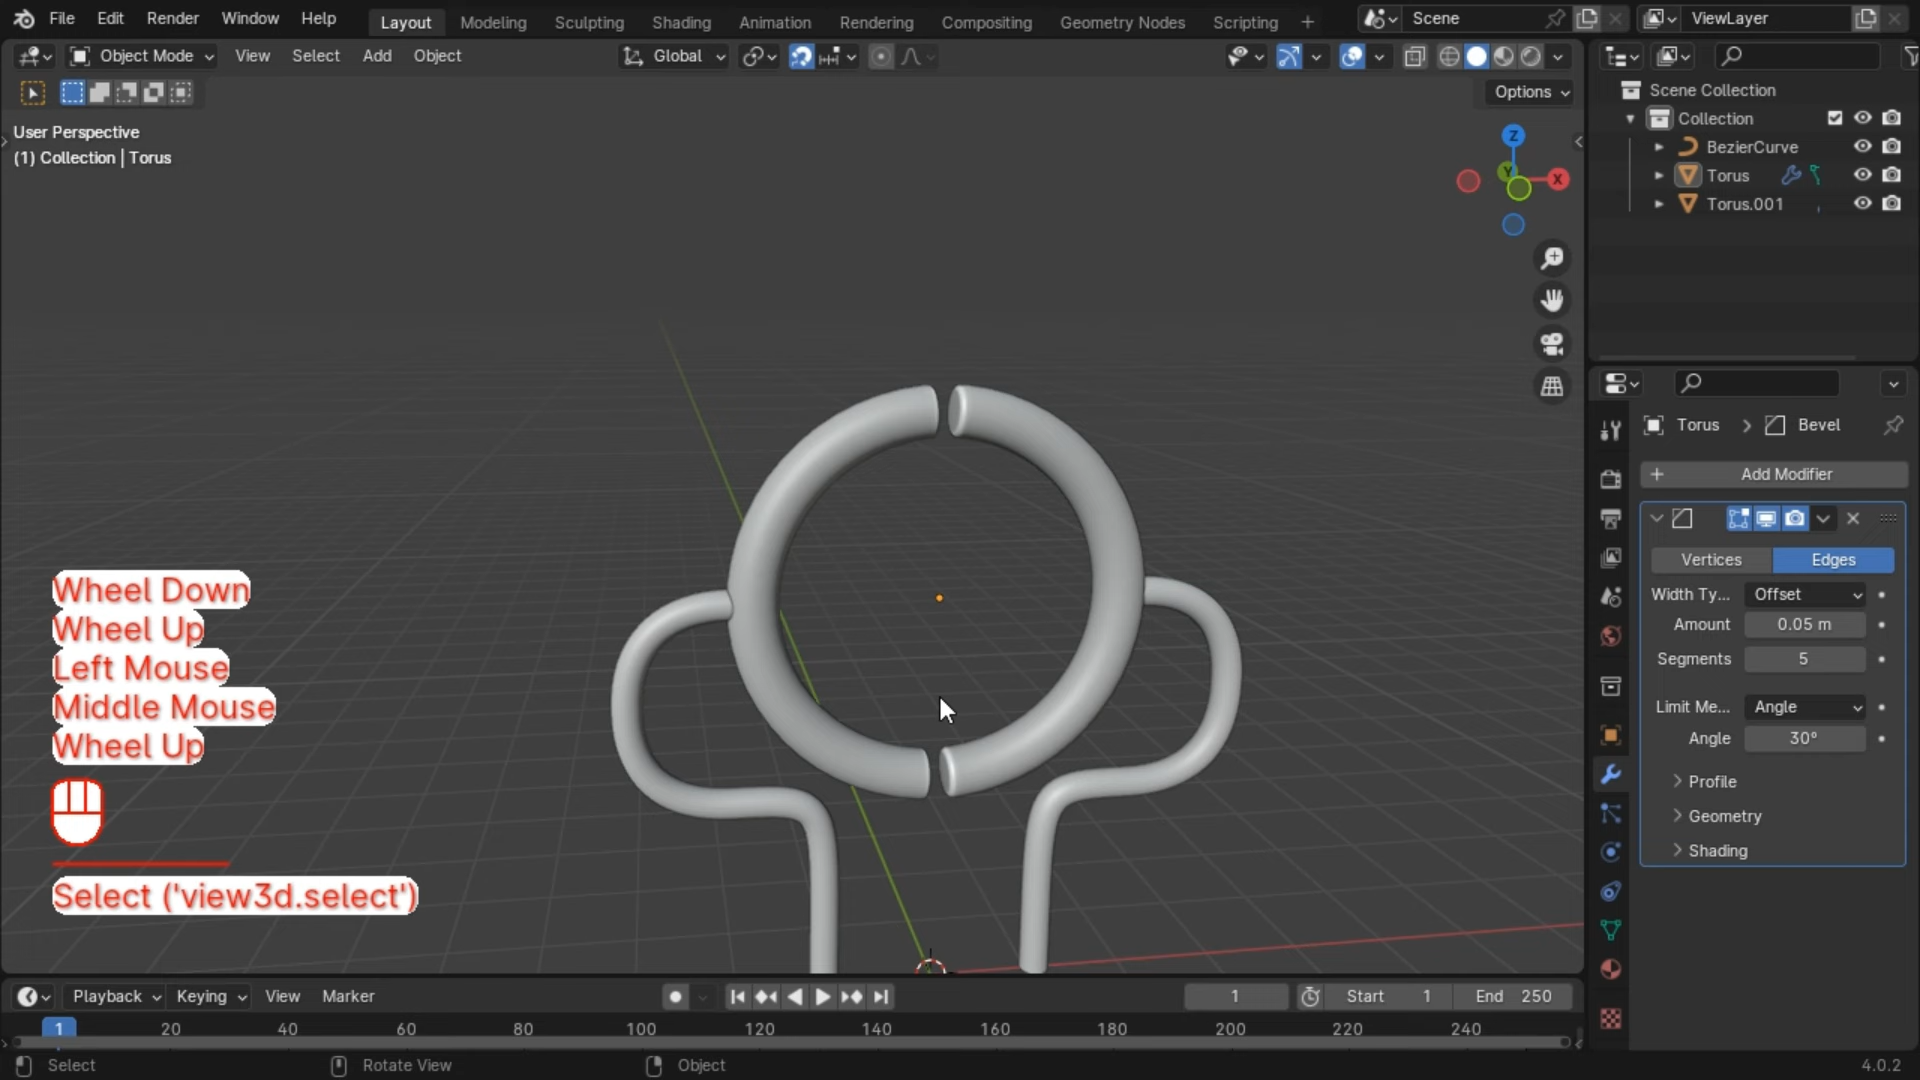 File Edit Render Window Help Layout Modeling Sculpting Shading Animation Rendering Compositing Geometry Nodes Scripting + Scene ViewLayer
Object Mode View Select Add Object Global
Options
User Perspective
(1) Collection | Torus
Z
Y
X
Scene Collection
Collection
BezierCurve
Torus
Torus.001
Torus > Bevel
+ Add Modifier
Vertices Edges
Width Ty... Offset
Amount 0.05 m
Segments 5
Limit Me... Angle
Angle 30°
Profile
Geometry
Shading
Wheel Down
Wheel Up
Left Mouse
Middle Mouse
Wheel Up
Select ('view3d.select')
Playback Keying View Marker 1 Start 1 End 250
1 20 40 60 80 100 120 140 160 180 200 220 240
Select Rotate View Object 4.0.2